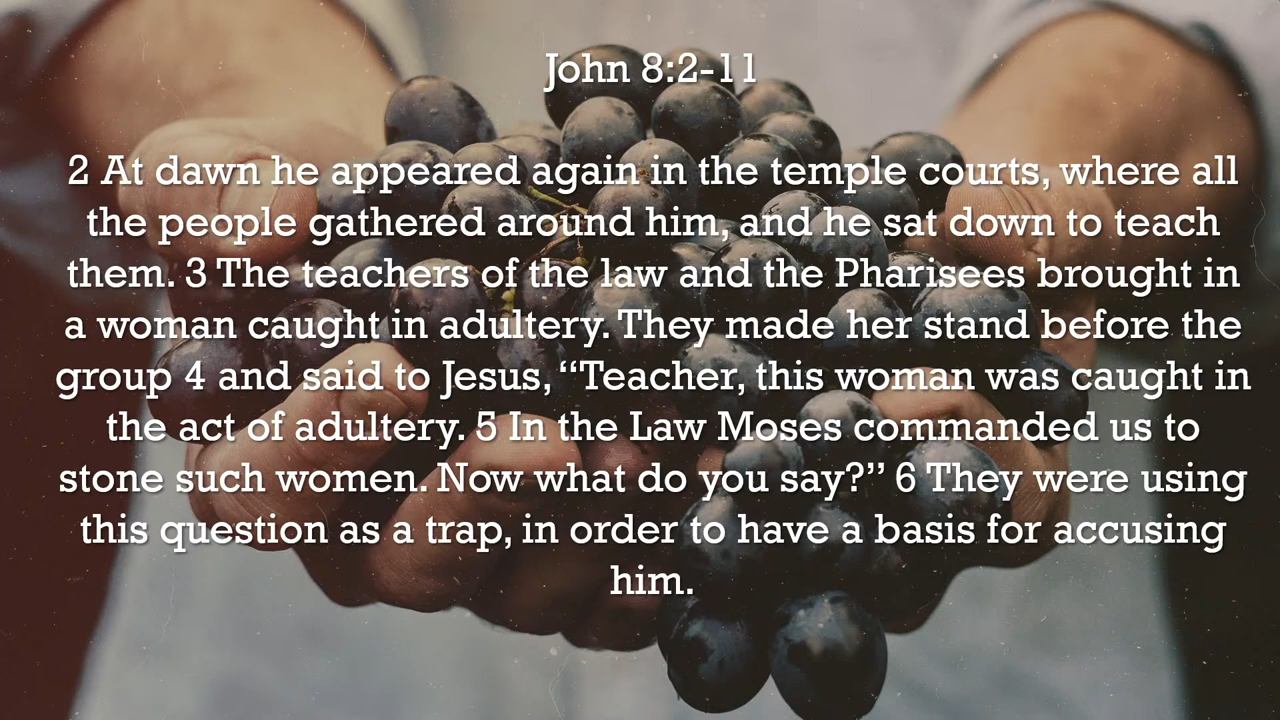 John 8:2-11
2 At dawn he appeared again in the temple courts, where all
the people gathered around him, and he sat down to teach
them. 3 The teachers of the law and the Pharisees brought in
a woman caught in adultery. They made her stand before the
group 4 and said to Jesus, “Teacher, this woman was caught in
the act of adultery. 5 In the Law Moses commanded us to
stone such women. Now what do you say?” 6 They were using
this question as a trap, in order to have a basis for accusing
him.